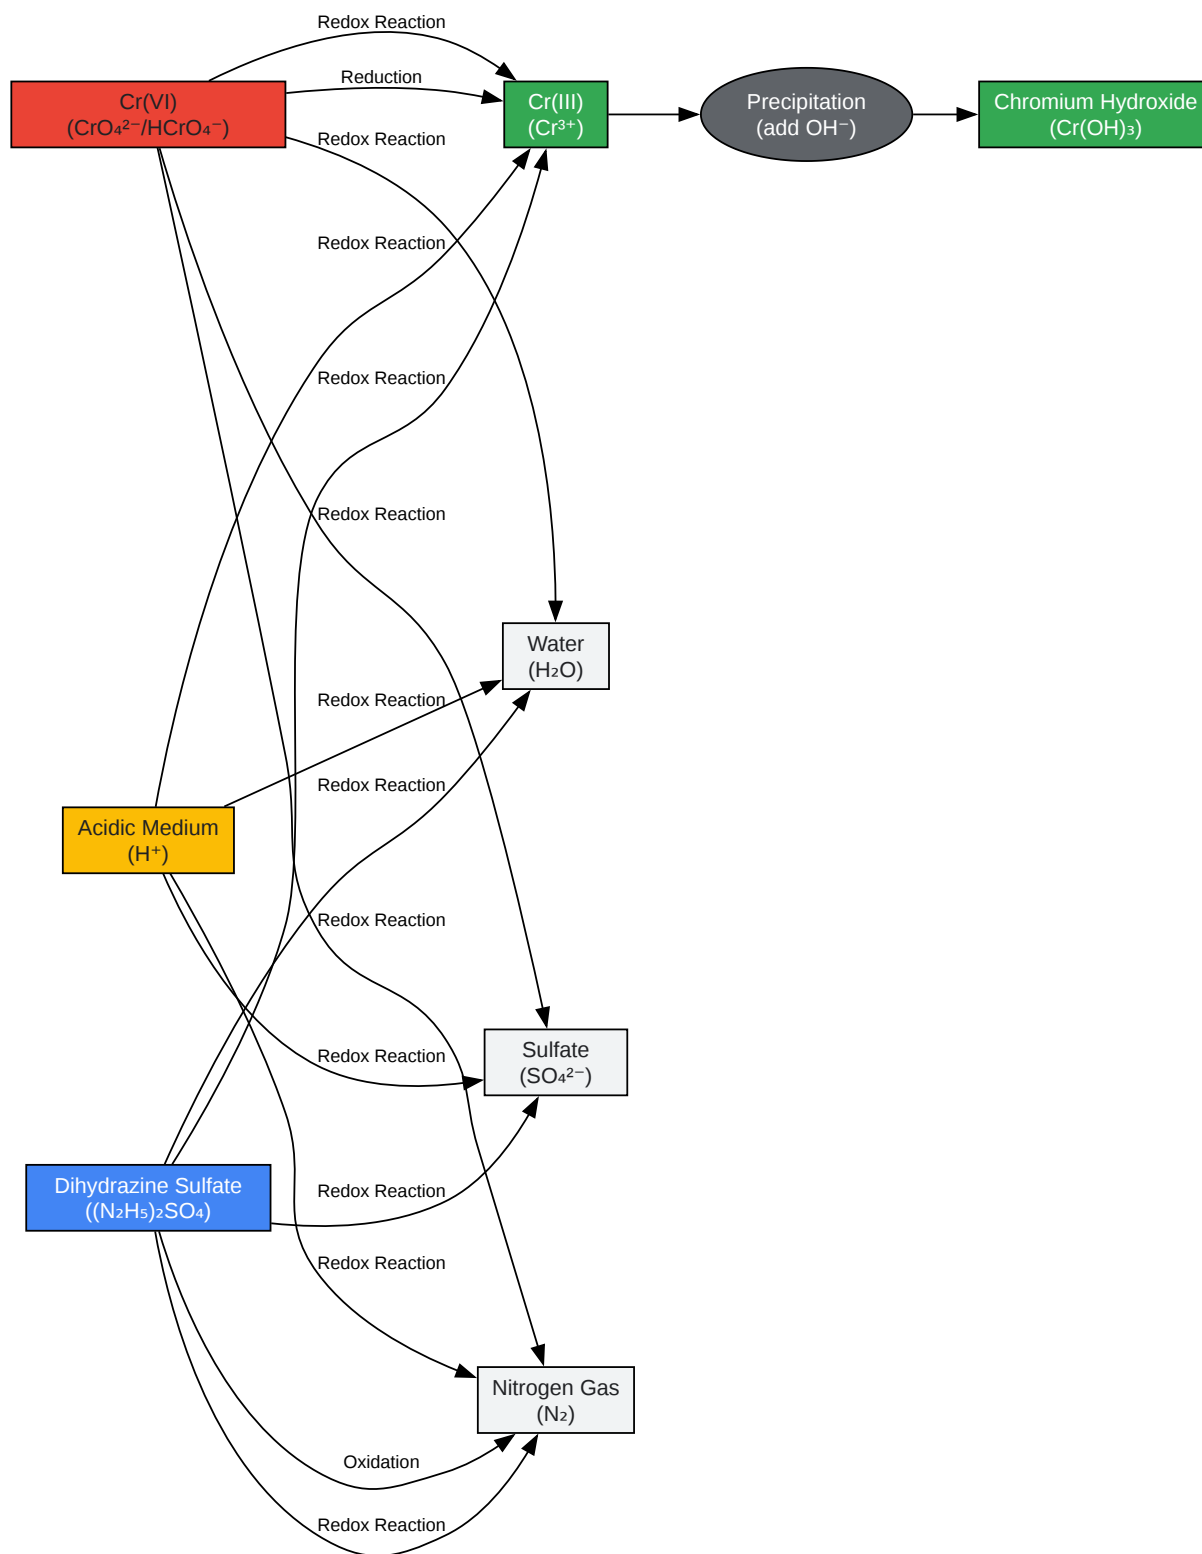 Redox Reaction
Reduction
Cr(VI)
(CrO₄²⁻/HCrO₄⁻)
Cr(III)
(Cr³⁺)
Precipitation
(add OH⁻)
Chromium Hydroxide
(Cr(OH)₃)
Redox Reaction
Redox Reaction
Redox Reaction
Redox Reaction
Water
(H₂O)
Redox Reaction
Redox Reaction
Acidic Medium
(H⁺)
Redox Reaction
Sulfate
(SO₄²⁻)
Redox Reaction
Dihydrazine Sulfate
((N₂H₅)₂SO₄)
Redox Reaction
Redox Reaction
Nitrogen Gas
(N₂)
Oxidation
Redox Reaction